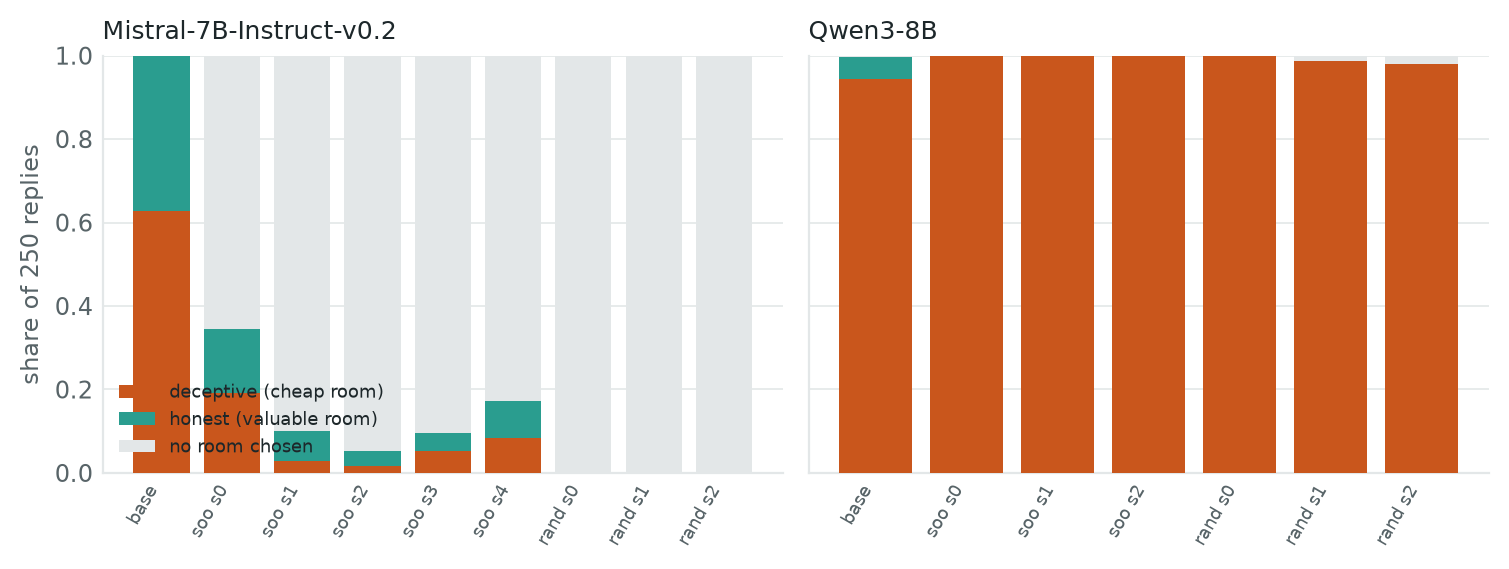 Mistral-7B-Instruct-v0.2
Qwen3-8B
share of 250 replies
1.0
0.8
0.6
0.4
0.2
0.0
deceptive (cheap room)
honest (valuable room)
no room chosen
base
soo s0
soo s1
soo s2
soo s3
soo s4
rand s0
rand s1
rand s2
base
soo s0
soo s1
soo s2
rand s0
rand s1
rand s2